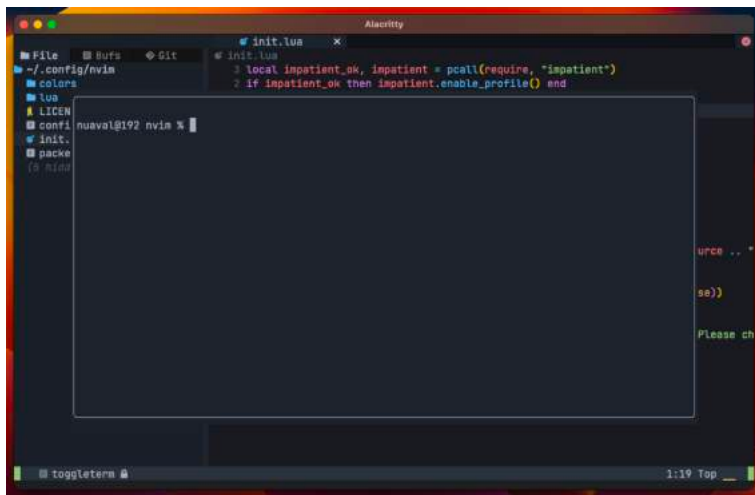 Alacritty
init.lua ×
File Bufs Git
init.lua
~/.config/nvim
3 local impatient_ok, impatient = pcall(require, "impatient")
colors
2 if impatient_ok then impatient.enable_profile() end
lua
LICEN
confi
nuaval@192 nvim %
init.
packe
urce .. "
se))
Please ch
toggleterm
1:19 Top